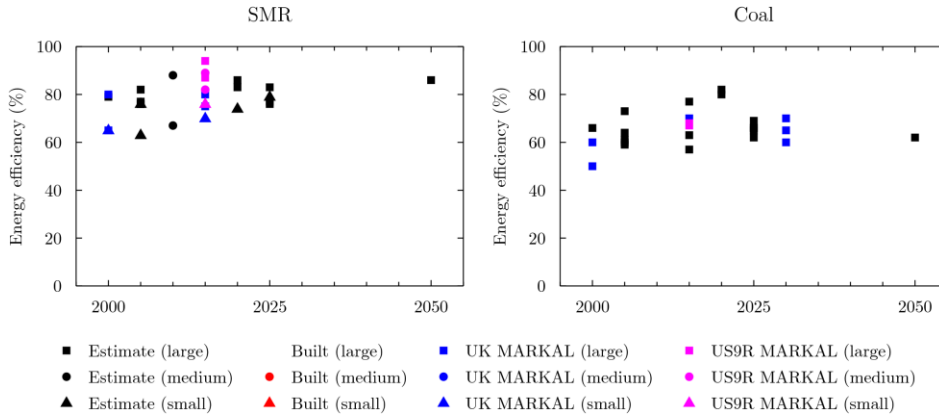 SMR
Coal
Energy efficiency (%)
100
80
60
40
20
0
2000
2025
2050
Energy efficiency (%)
100
80
60
40
20
0
2000
2025
2050
Estimate (large)
Built (large)
UK MARKAL (large)
US9R MARKAL (large)
Estimate (medium)
Built (medium)
UK MARKAL (medium)
US9R MARKAL (medium)
Estimate (small)
Built (small)
UK MARKAL (small)
US9R MARKAL (small)